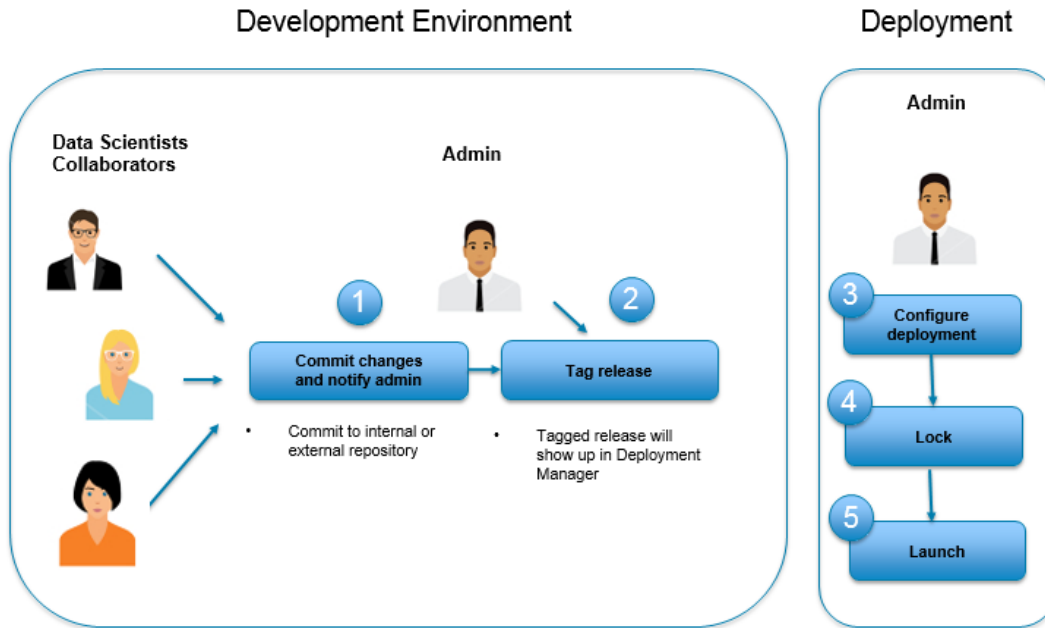 Development Environment
Deployment
Data Scientists
Collaborators
Admin
1
2
Commit changes
and notify admin
Tag release
• Commit to internal or
external repository
• Tagged release will
show up in Deployment
Manager
Admin
3
Configure
deployment
4
Lock
5
Launch